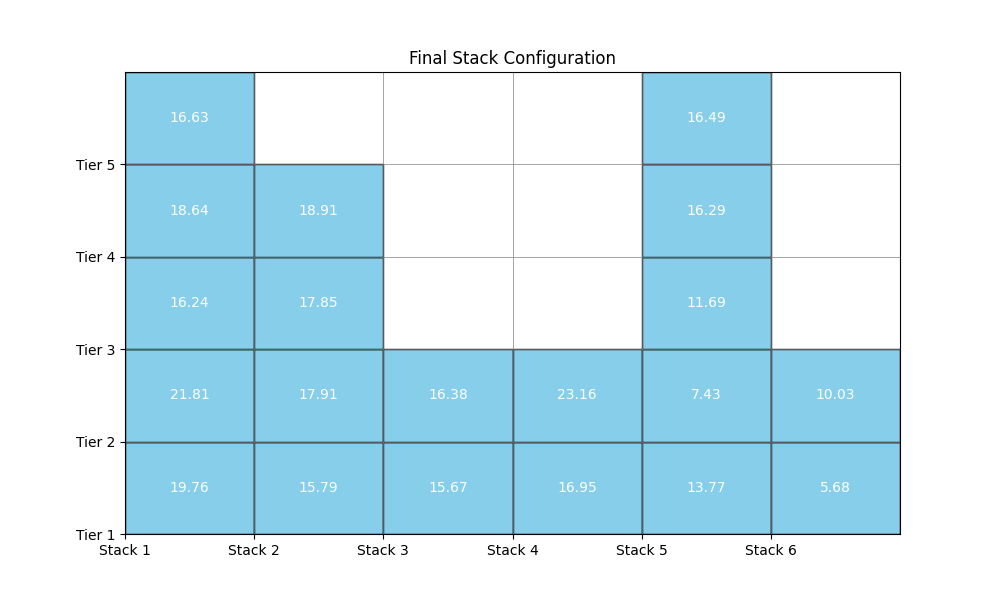 Final Stack Configuration
16.63 16.49
Tier 5
18.64 18.91 16.29
Tier 4
16.24 17.85 11.69
Tier 3
21.81 17.91 16.38 23.16 7.43 10.03
Tier 2
19.76 15.79 15.67 16.95 13.77 5.68
Tier 1
Stack 1 Stack 2 Stack 3 Stack 4 Stack 5 Stack 6